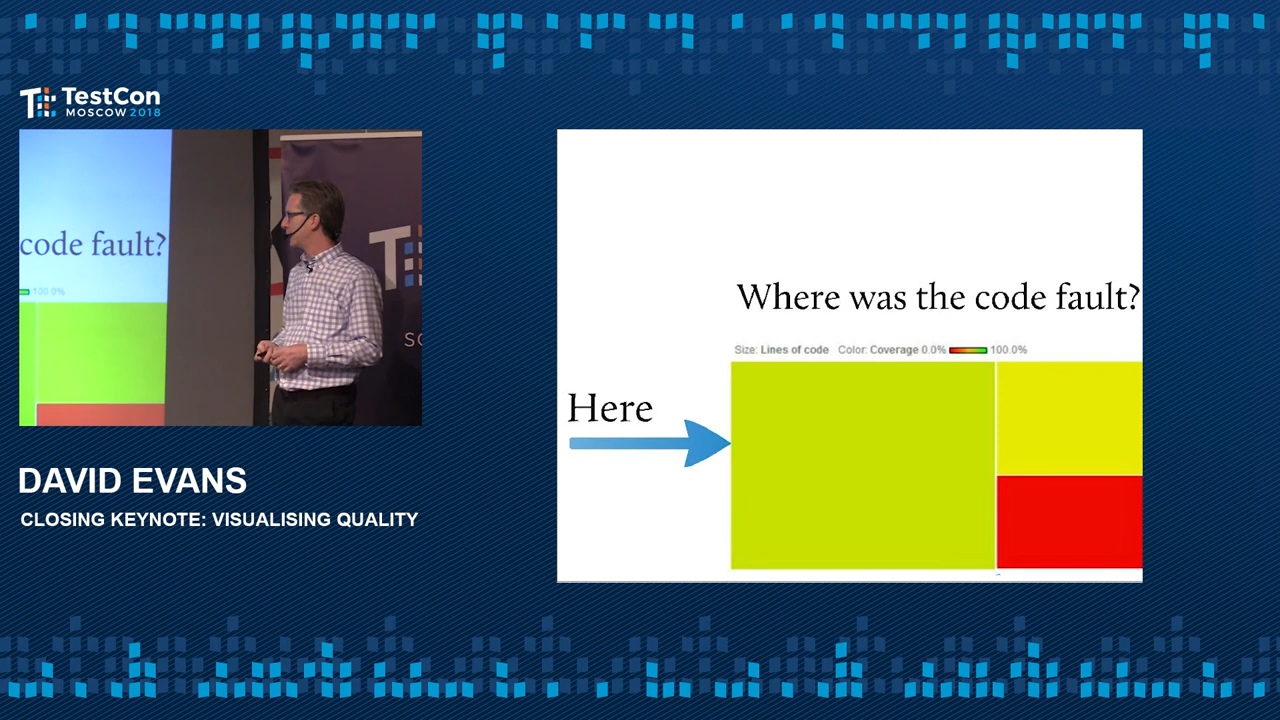 TestCon
MOSCOW 2018
code fault?
100.0%
T
SO
DAVID EVANS
CLOSING KEYNOTE: VISUALISING QUALITY
Where was the code fault?
Size: Lines of code Color: Coverage 0.0% 100.0%
Here